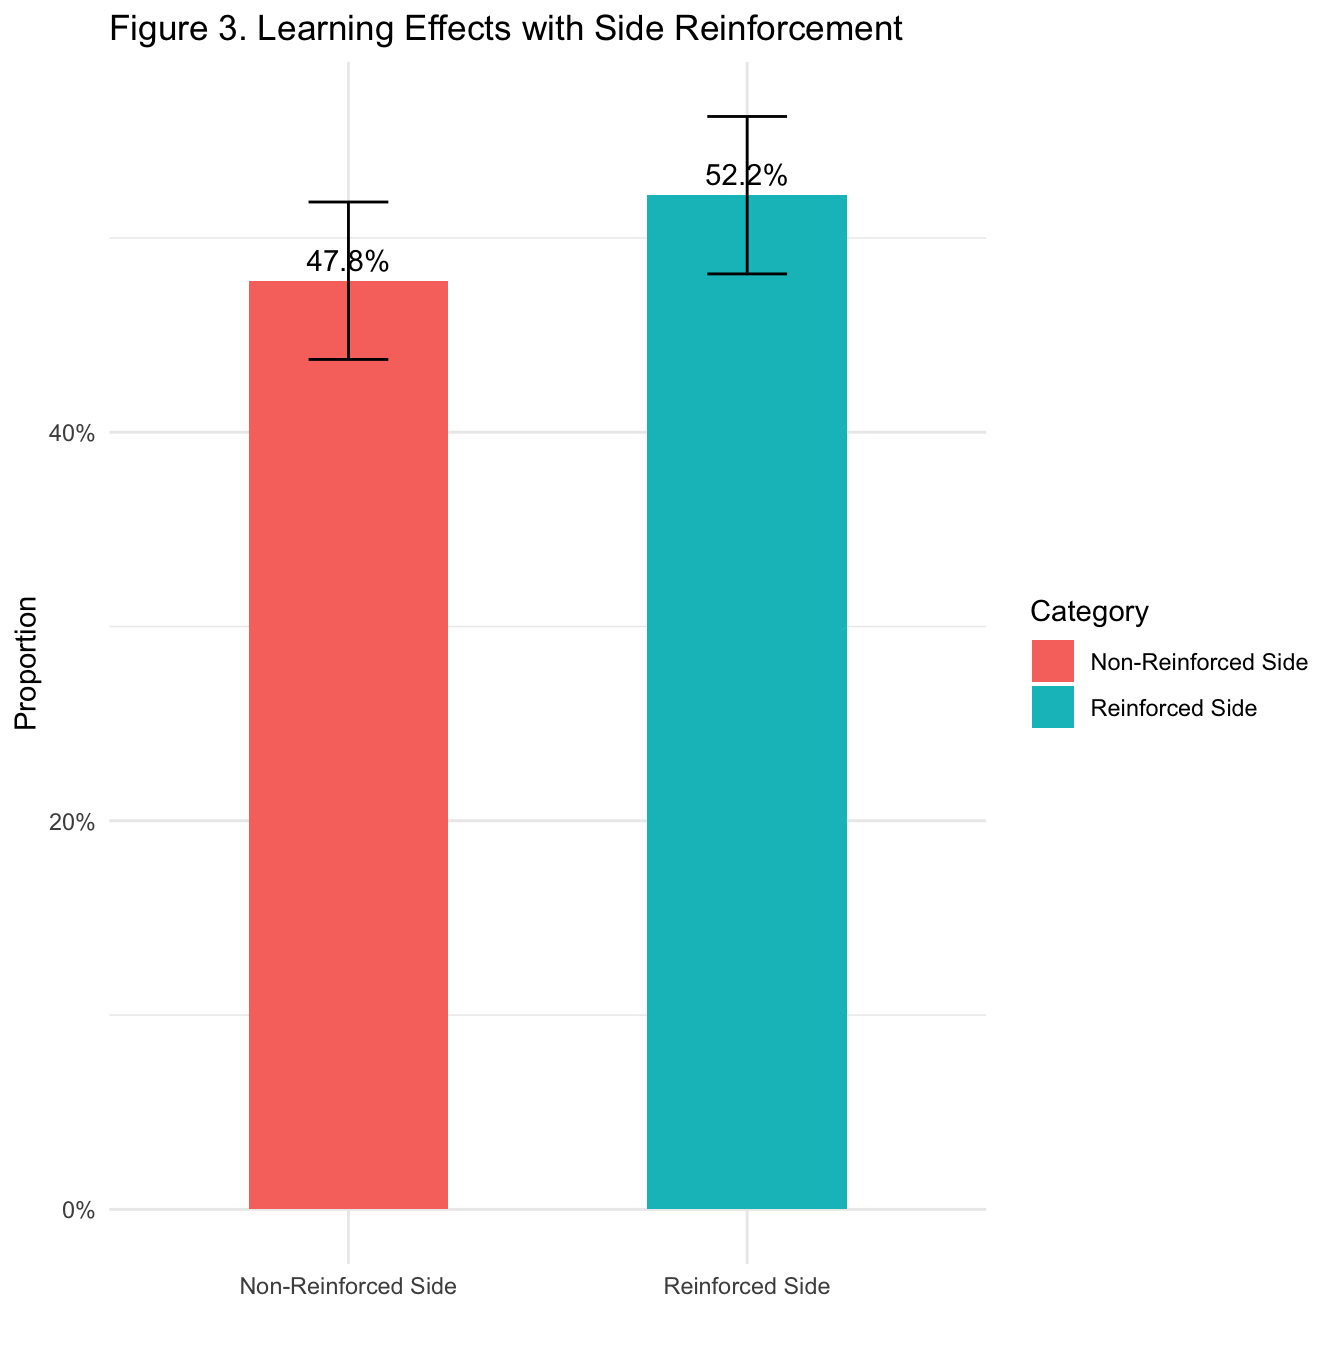 Figure 3. Learning Effects with Side Reinforcement
52.2%
47.8%
40%
20%
0%
Proportion
Non-Reinforced Side
Reinforced Side
Category
Non-Reinforced Side
Reinforced Side